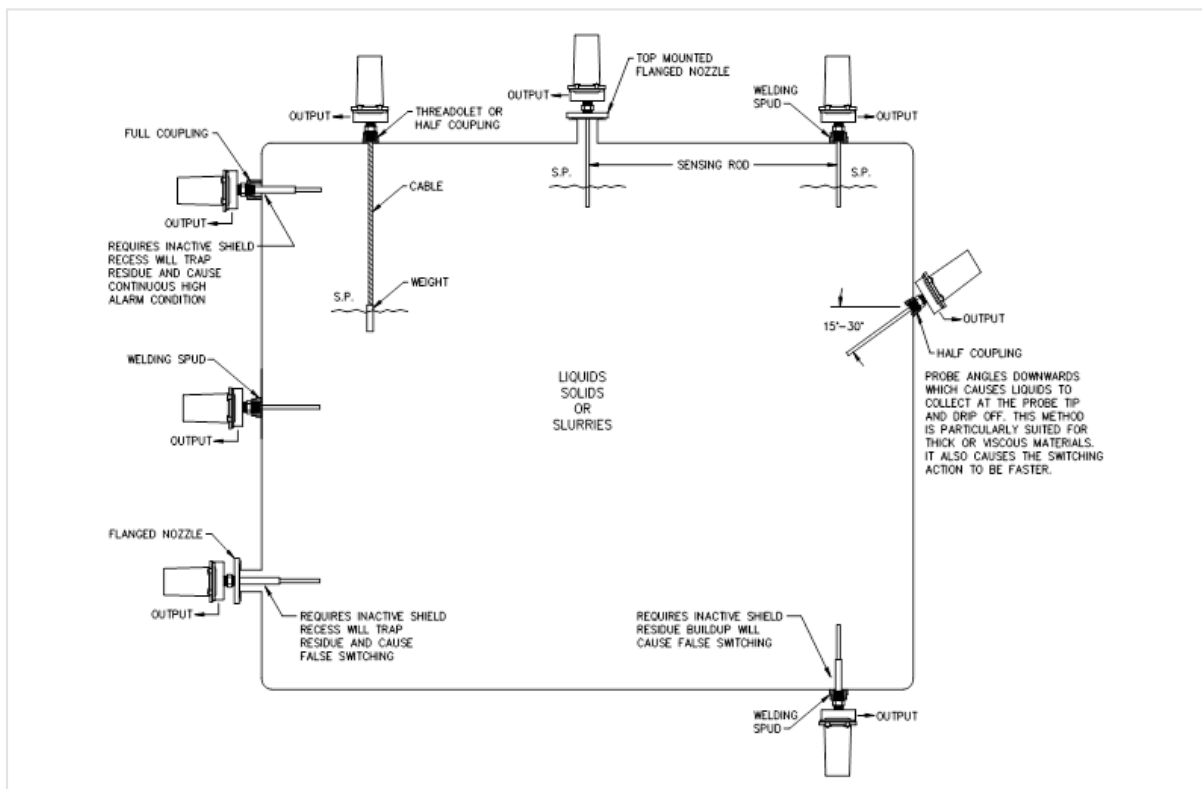 TOP MOUNTED
FLANGED NOZZLE
OUTPUT
WELDING
SPUD
OUTPUT
THREADOLET OR
HALF COUPLING
OUTPUT
FULL COUPLING
SENSING ROD
S.P.
S.P.
CABLE
OUTPUT
REQUIRES INACTIVE SHIELD
RECESS WILL TRAP
RESIDUE AND CAUSE
CONTINUOUS HIGH
ALARM CONDITION
WEIGHT
S.P.
15°-30°
OUTPUT
HALF COUPLING
PROBE ANGLES DOWNWARDS
WHICH CAUSES LIQUIDS TO
COLLECT AT THE PROBE TIP
AND DRIP OFF. THIS METHOD
IS PARTICULARLY SUITED FOR
THICK OR VISCOUS MATERIALS.
IT ALSO CAUSES THE SWITCHING
ACTION TO BE FASTER.
WELDING SPUD
OUTPUT
LIQUIDS
SOLIDS
OR
SLURRIES
FLANGED NOZZLE
OUTPUT
REQUIRES INACTIVE SHIELD
RECESS WILL TRAP
RESIDUE AND CAUSE
FALSE SWITCHING
REQUIRES INACTIVE SHIELD
RESIDUE BUILDUP WILL
CAUSE FALSE SWITCHING
WELDING
SPUD
OUTPUT